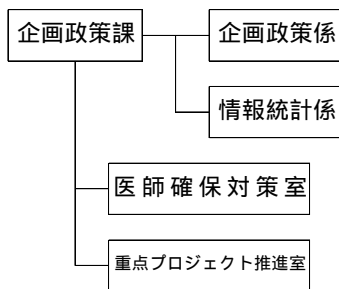 企画政策課
企画政策係
情報統計係
医師確保対策室
重点プロジェクト推進室